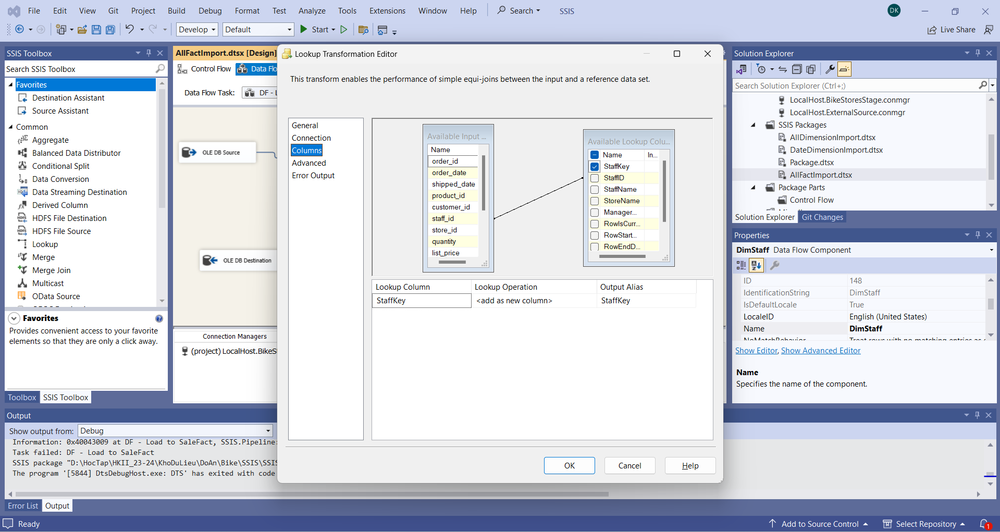 File Edit View Git Project Build Debug Format Test Analyze Tools Extensions Window Help Search SSIS DK
Develop Default Start Live Share
SSIS Toolbox
Search SSIS Toolbox
Favorites
Destination Assistant
Source Assistant
Common
Aggregate
Balanced Data Distributor
Conditional Split
Data Conversion
Data Streaming Destination
Derived Column
HDFS File Destination
HDFS File Source
Lookup
Merge
Merge Join
Multicast
OData Source
Favorites
Provides convenient access to your favorite
elements so that they are only a click away.
Toolbox SSIS Toolbox
AllFactImport.dtsx [Design]
Control Flow Data Flo
Data Flow Task: DF - L
OLE DB Source
OLE DB Destination
Connection Managers
(project) LocalHost.BikeS
Lookup Transformation Editor
This transform enables the performance of simple equi-joins between the input and a reference data set.
General
Connection
Columns
Advanced
Error Output
Available Input ...
Name
order_id
order_date
shipped_date
product_id
customer_id
staff_id
store_id
quantity
list_price
Available Lookup Colu...
Name In...
StaffKey
StaffID
StaffName
StoreName
Manager...
RowIsCurr...
RowStart...
RowEndD...
Lookup Column Lookup Operation Output Alias
StaffKey <add as new column> StaffKey
OK Cancel Help
Solution Explorer
Search Solution Explorer (Ctrl+;)
LocalHost.BikeStoresStage.conmgr
LocalHost.ExternalSource.conmgr
SSIS Packages
AllDimensionImport.dtsx
DateDimensionImport.dtsx
Package.dtsx
AllFactImport.dtsx
Package Parts
Control Flow
Solution Explorer Git Changes
Properties
DimStaff Data Flow Component
ID 148
IdentificationString DimStaff
IsDefaultLocale True
LocaleID English (United States)
Name DimStaff
NoMatchBehavior Treat rows with no matching entries as
Show Editor, Show Advanced Editor
Name
Specifies the name of the component.
Output
Show output from: Debug
Information: 0x40043009 at DF - Load to SaleFact, SSIS.Pipeline:
Task failed: DF - Load to SaleFact
SSIS package "D:\HocTap\HKII_23-24\KhoDuLieu\DoAn\Bike\SSIS\SSIS
The program '[5844] DtsDebugHost.exe: DTS' has exited with code
Error List Output
Ready Add to Source Control Select Repository 1